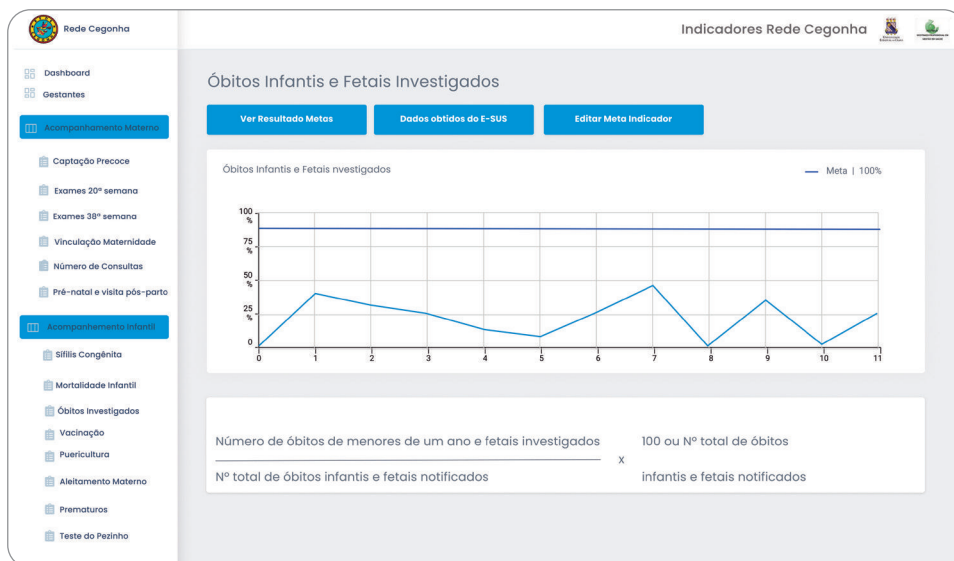 Rede Cegonha
Indicadores Rede Cegonha
Dashboard
Gestantes
Acompanhamento Materno
Captação Precoce
Exames 20ª semana
Exames 38ª semana
Vinculação Maternidade
Número de Consultas
Pré-natal e visita pós-parto
Acompanhemento infantil
Sífilis Congênita
Mortalidade Infantil
Óbitos Investigados
Vacinação
Puericultura
Aleitamento Materno
Prematuros
Teste do Pezinho
Óbitos Infantis e Fetais Investigados
Ver Resultado Metas
Dados obtidos do E-SUS
Editar Meta Indicador
Óbitos Infantis e Fetais nvestigados
Meta | 100%
100
%
75
%
50
%
25
%
0
0 1 2 3 4 5 6 7 8 9 10 11
Número de óbitos de menores de um ano e fetais investigados
Nº total de óbitos infantis e fetais notificados
x
100 ou Nº total de óbitos
infantis e fetais notificados